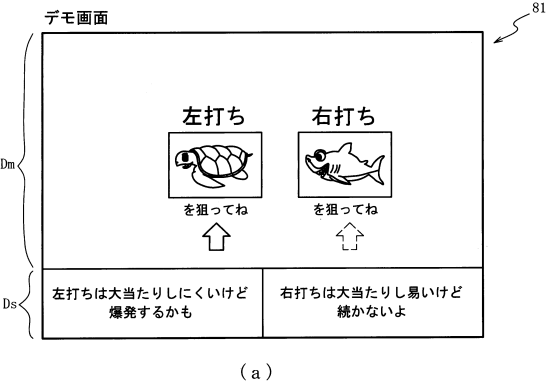 デモ画面
81
Dm
左打ち
右打ち
を狙ってね
を狙ってね
Ds
左打ちは大当たりしにくいけど
爆発するかも
右打ちは大当たりし易いけど
続かないよ
(a)